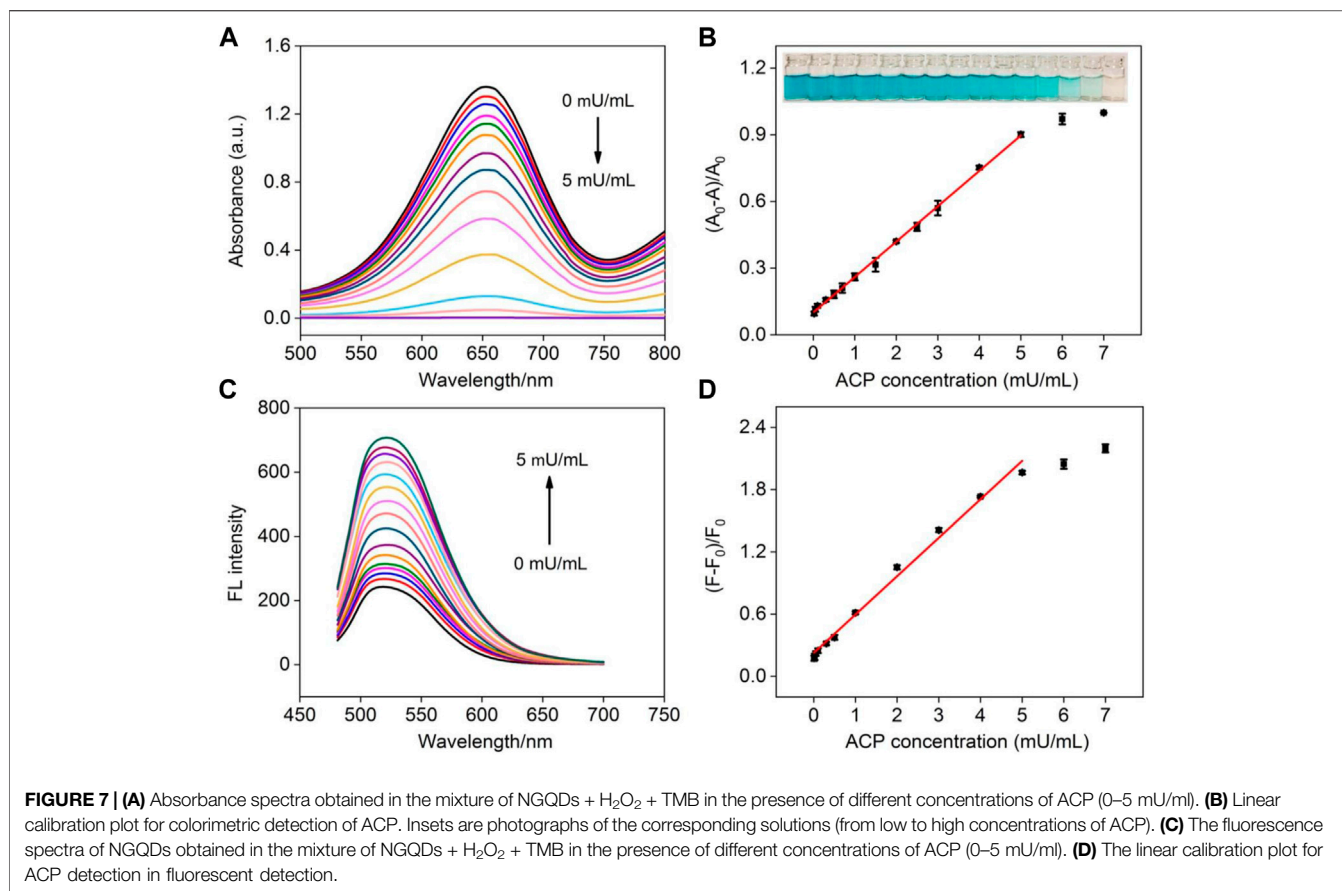 A
1.6
1.2
0.8
0.4
0.0
Absorbance (a.u.)
0 mU/mL
5 mU/mL
500 550 600 650 700 750 800
Wavelength/nm
B
1.2
0.9
0.6
0.3
0.0
(A₀-A)/A₀
0 1 2 3 4 5 6 7
ACP concentration (mU/mL)
C
800
600
400
200
0
FL intensity
5 mU/mL
0 mU/mL
450 500 550 600 650 700 750
Wavelength/nm
D
2.4
1.8
1.2
0.6
0.0
(F-F₀)/F₀
0 1 2 3 4 5 6 7
ACP concentration (mU/mL)
FIGURE 7 | (A) Absorbance spectra obtained in the mixture of NGQDs + H₂O₂ + TMB in the presence of different concentrations of ACP (0–5 mU/ml). (B) Linear
calibration plot for colorimetric detection of ACP. Insets are photographs of the corresponding solutions (from low to high concentrations of ACP). (C) The fluorescence
spectra of NGQDs obtained in the mixture of NGQDs + H₂O₂ + TMB in the presence of different concentrations of ACP (0–5 mU/ml). (D) The linear calibration plot for
ACP detection in fluorescent detection.